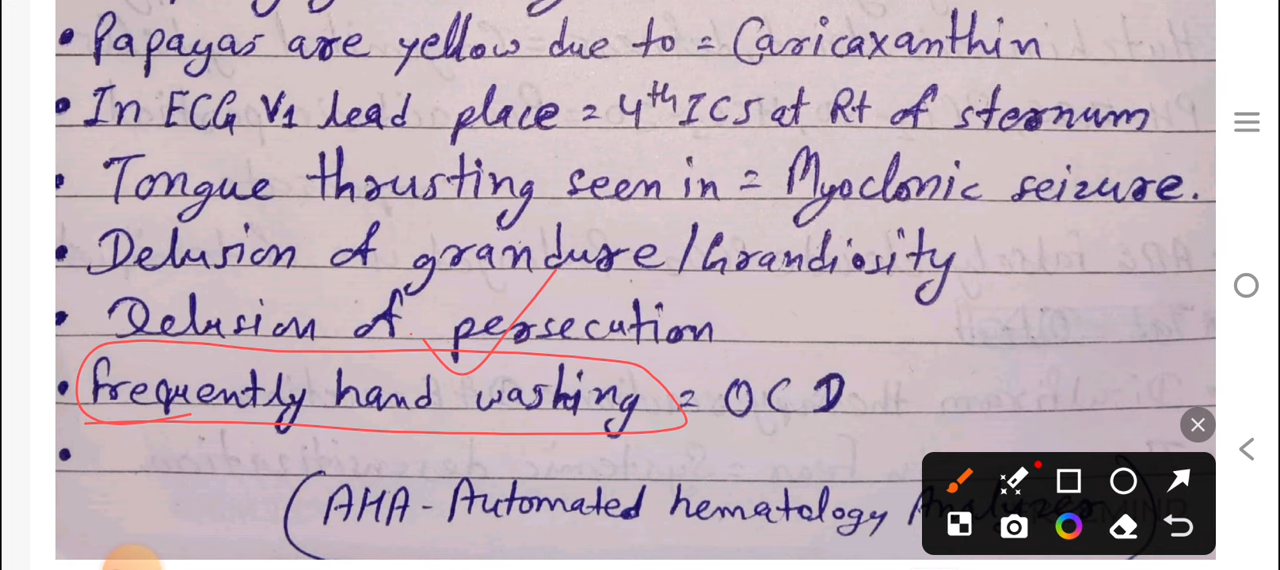 • Papayas are yellow due to = Caricaxanthin
• In ECG V1 lead place = 4th ICS at Rt of sternum
• Tongue thrusting seen in = Myoclonic seizure.
• Delusion of grandure/Grandiosity
• Delusion of persecution
• frequently hand washing = OCD
•
(AHA - Automated hematology